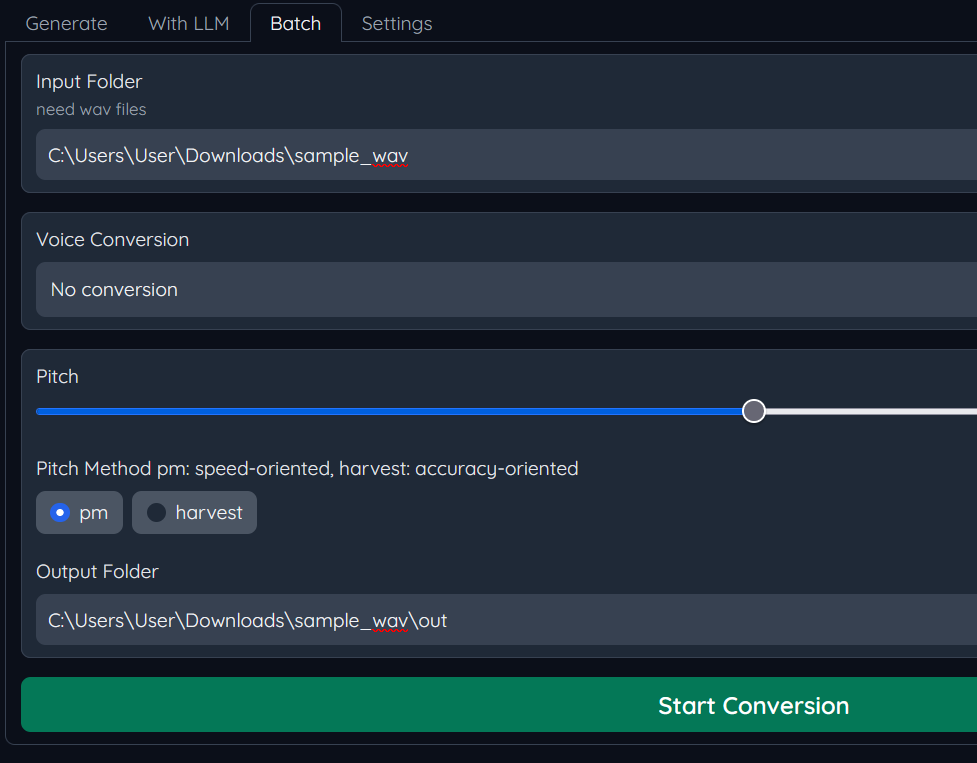 Generate With LLM Batch Settings
Input Folder
need wav files
C:\Users\User\Downloads\sample_wav
Voice Conversion
No conversion
Pitch
Pitch Method pm: speed-oriented, harvest: accuracy-oriented
pm harvest
Output Folder
C:\Users\User\Downloads\sample_wav\out
Start Conversion